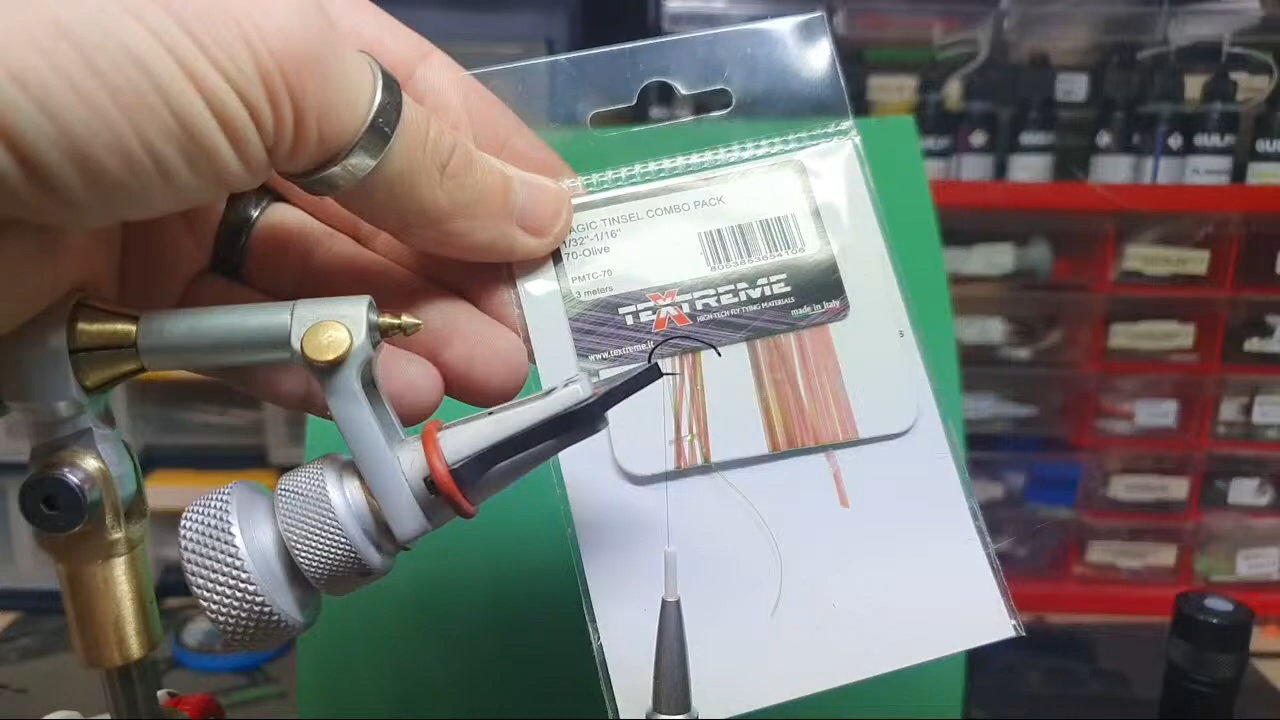 AGIC TINSEL COMBO PACK
1/32"-1/16"
70-Olive
PMTC-70
3 meters
TEXTREME
HIGH-TECH FLY TYING MATERIALS
www.textreme.it
made in Italy